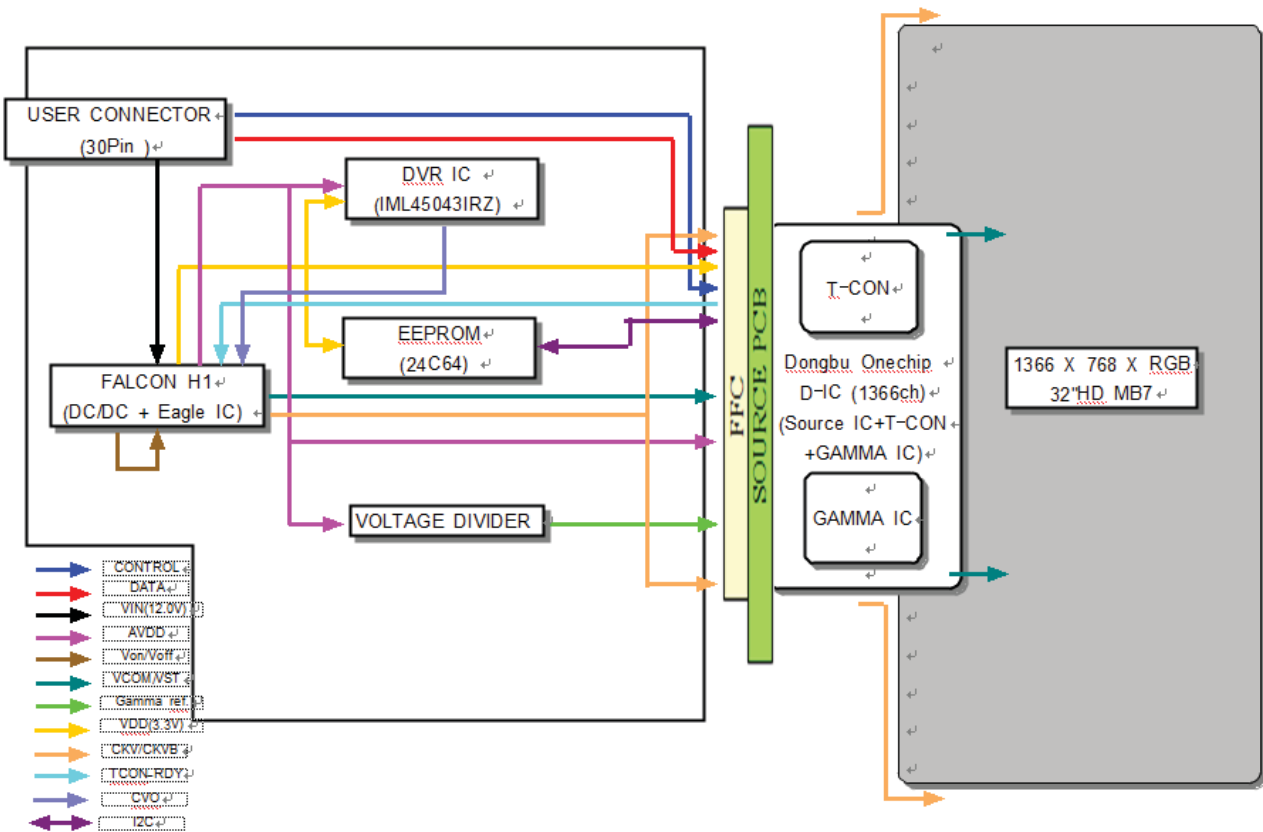 USER CONNECTOR
(30Pin )
DVR IC
(IML45043IRZ)
EEPROM
(24C64)
FALCON H1
(DC/DC + Eagle IC)
VOLTAGE DIVIDER
FFC
SOURCE PCB
T-CON
Dongbu Onechip
D-IC (1366ch)
(Source IC+T-CON
+GAMMA IC)
GAMMA IC
1366 X 768 X RGB
32"HD MB7
CONTROL
DATA
VIN(12.0V)
AVDD
Von/Voff
VCOM/VST
Gamma ref.
VDD(3.3V)
CKV/CKVB
TCON-RDY
CVO
I2C